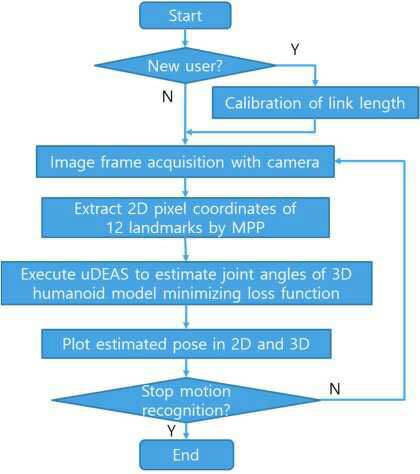 Start
New user?
Y
N
Calibration of link length
Image frame acquisition with camera
Extract 2D pixel coordinates of
12 landmarks by MPP
Execute uDEAS to estimate joint angles of 3D
humanoid model minimizing loss function
Plot estimated pose in 2D and 3D
Stop motion
recognition?
N
Y
End